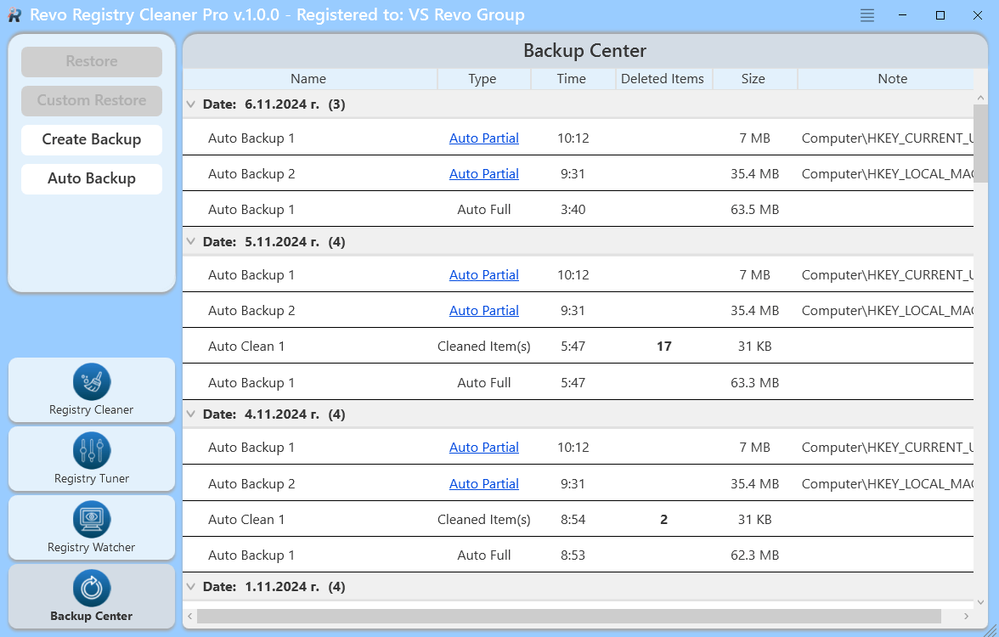 Revo Registry Cleaner Pro v.1.0.0 - Registered to: VS Revo Group
Restore
Custom Restore
Create Backup
Auto Backup
Registry Cleaner
Registry Tuner
Registry Watcher
Backup Center
Backup Center
Name Type Time Deleted Items Size Note
Date: 6.11.2024 г. (3)
Auto Backup 1 Auto Partial 10:12 7 MB Computer\HKEY_CURRENT_U
Auto Backup 2 Auto Partial 9:31 35.4 MB Computer\HKEY_LOCAL_MAC
Auto Backup 1 Auto Full 3:40 63.5 MB
Date: 5.11.2024 г. (4)
Auto Backup 1 Auto Partial 10:12 7 MB Computer\HKEY_CURRENT_U
Auto Backup 2 Auto Partial 9:31 35.4 MB Computer\HKEY_LOCAL_MAC
Auto Clean 1 Cleaned Item(s) 5:47 17 31 KB
Auto Backup 1 Auto Full 5:47 63.3 MB
Date: 4.11.2024 г. (4)
Auto Backup 1 Auto Partial 10:12 7 MB Computer\HKEY_CURRENT_U
Auto Backup 2 Auto Partial 9:31 35.4 MB Computer\HKEY_LOCAL_MAC
Auto Clean 1 Cleaned Item(s) 8:54 2 31 KB
Auto Backup 1 Auto Full 8:53 62.3 MB
Date: 1.11.2024 г. (4)